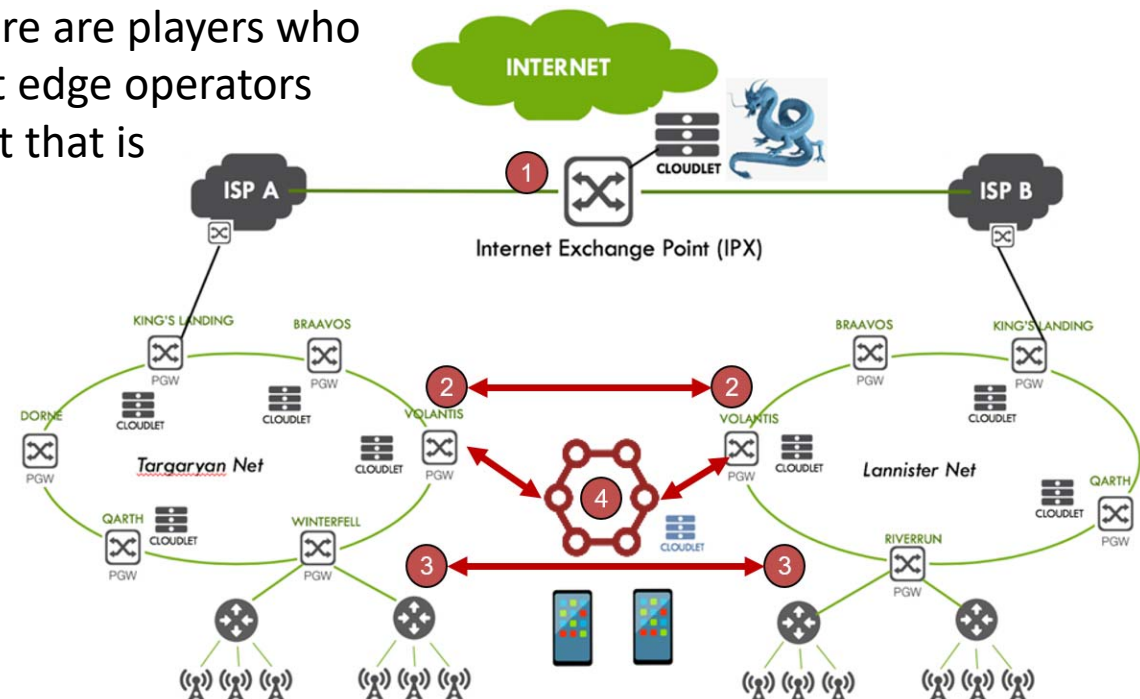 re are players who
t edge operators
t that is
INTERNET
CLOUDLET
1
ISP A
ISP B
Internet Exchange Point (IPX)
KING'S LANDING
BRAAVOS
BRAAVOS
KING'S LANDING
PGW
PGW
PGW
PGW
2
2
CLOUDLET
CLOUDLET
CLOUDLET
DORNE
VOLANTIS
VOLANTIS
PGW
Targaryan Net
CLOUDLET
PGW
4
PGW
CLOUDLET
Lannister Net
QARTH
CLOUDLET
PGW
QARTH
CLOUDLET
WINTERFELL
CLOUDLET
RIVERRUN
PGW
PGW
3
3
PGW